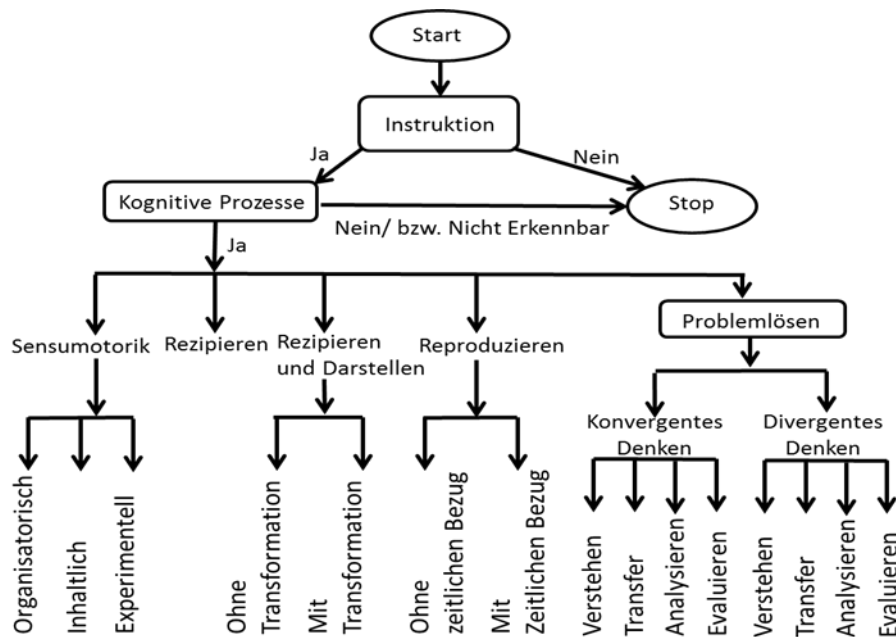 Start
Instruktion
Ja
Nein
Kognitive Prozesse
Stop
Nein/ bzw. Nicht Erkennbar
Ja
Sensumotorik
Rezipieren
Rezipieren
und Darstellen
Reproduzieren
Problemlösen
Konvergentes
Denken
Divergentes
Denken
Organisatorisch
Inhaltlich
Experimentell
Ohne
Transformation
Mit
Transformation
Ohne
zeitlichen Bezug
Mit
Zeitlichen Bezug
Verstehen
Transfer
Analysieren
Evaluieren
Verstehen
Transfer
Analysieren
Evaluieren